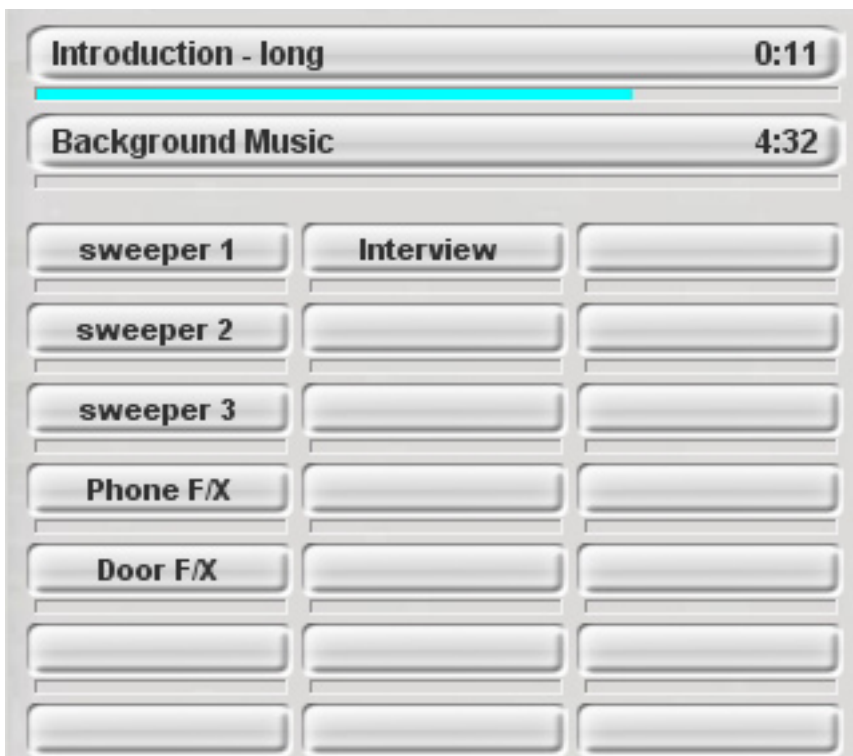 Introduction - long 0:11
Background Music 4:32
sweeper 1 Interview
sweeper 2
sweeper 3
Phone F/X
Door F/X